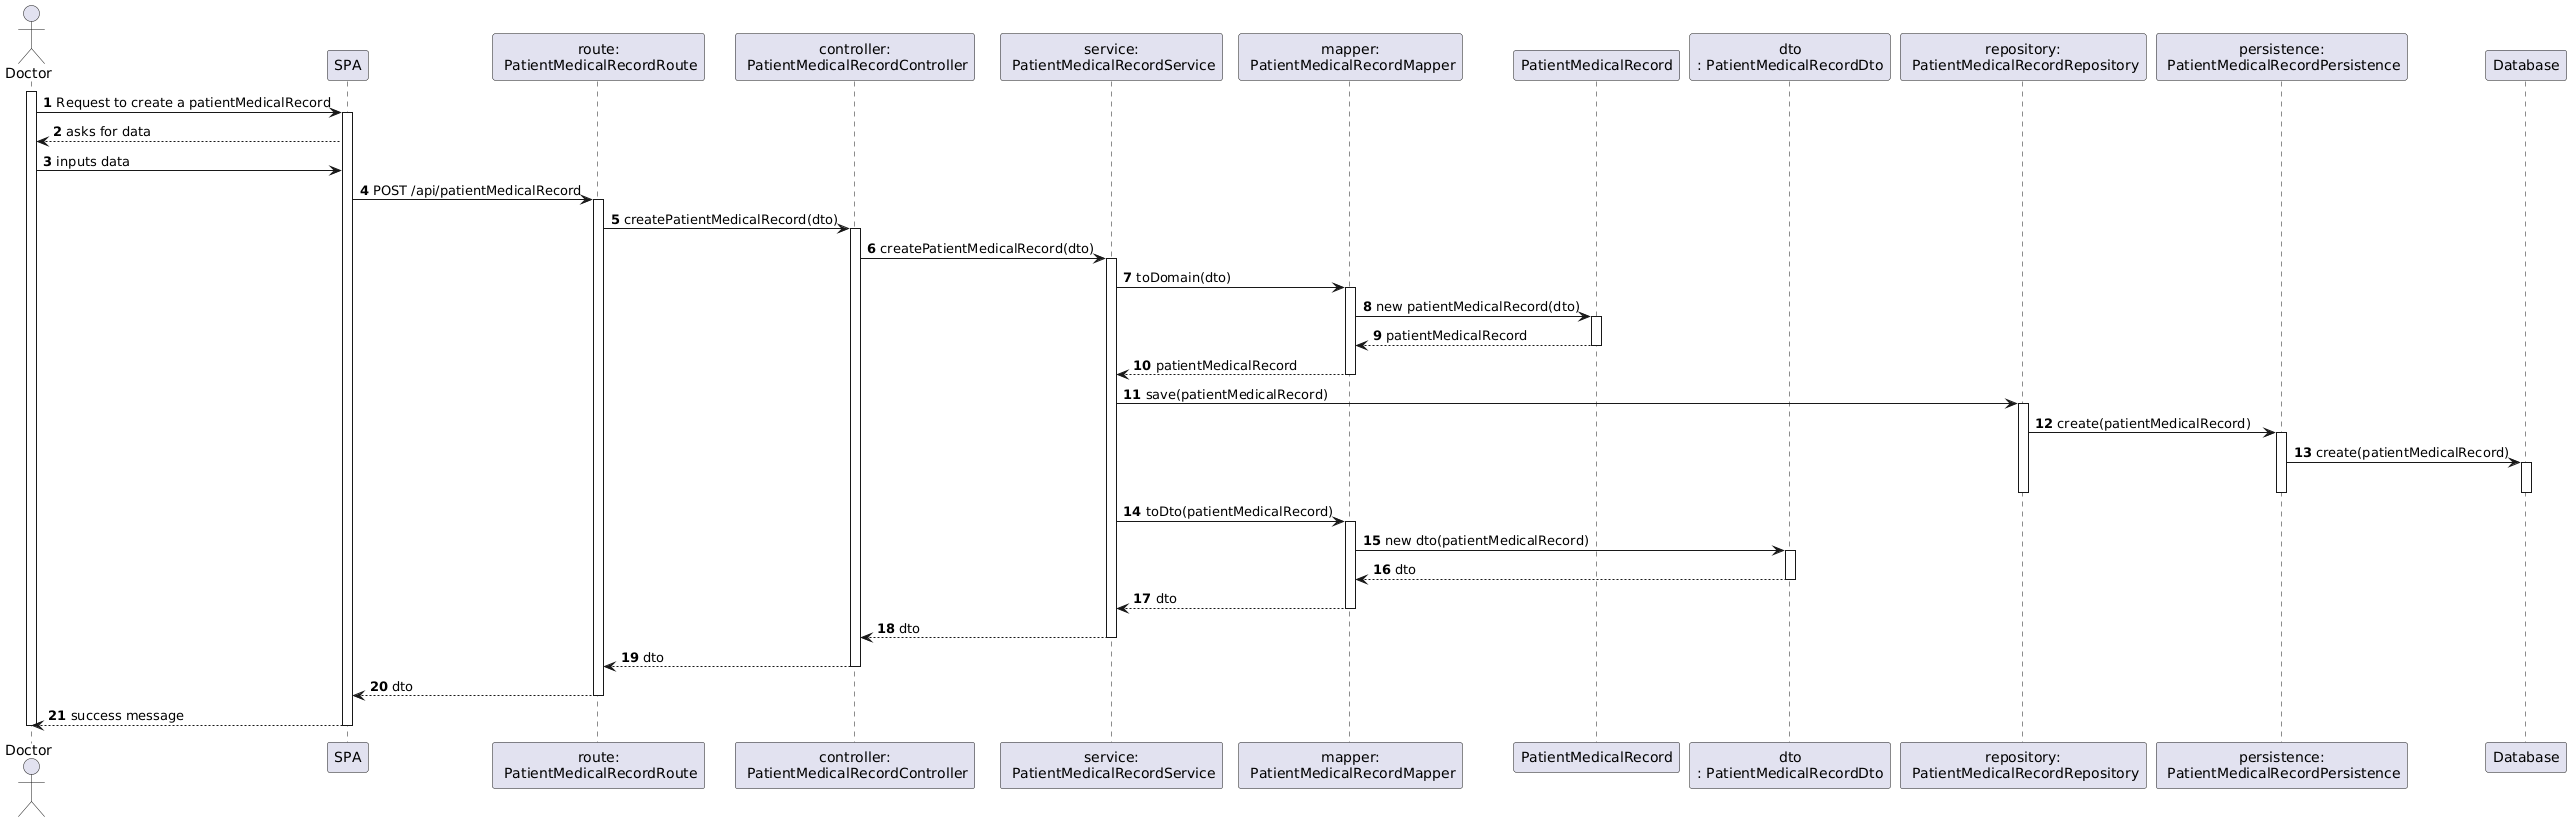 Doctor
SPA
route:
PatientMedicalRecordRoute
controller:
PatientMedicalRecordController
service:
PatientMedicalRecordService
mapper:
PatientMedicalRecordMapper
PatientMedicalRecord
dto
: PatientMedicalRecordDto
repository:
PatientMedicalRecordRepository
persistence:
PatientMedicalRecordPersistence
Database
1 Request to create a patientMedicalRecord
2 asks for data
3 inputs data
4 POST /api/patientMedicalRecord
5 createPatientMedicalRecord(dto)
6 createPatientMedicalRecord(dto)
7 toDomain(dto)
8 new patientMedicalRecord(dto)
9 patientMedicalRecord
10 patientMedicalRecord
11 save(patientMedicalRecord)
12 create(patientMedicalRecord)
13 create(patientMedicalRecord)
14 toDto(patientMedicalRecord)
15 new dto(patientMedicalRecord)
16 dto
17 dto
18 dto
19 dto
20 dto
21 success message
Doctor
SPA
route:
PatientMedicalRecordRoute
controller:
PatientMedicalRecordController
service:
PatientMedicalRecordService
mapper:
PatientMedicalRecordMapper
PatientMedicalRecord
dto
: PatientMedicalRecordDto
repository:
PatientMedicalRecordRepository
persistence:
PatientMedicalRecordPersistence
Database